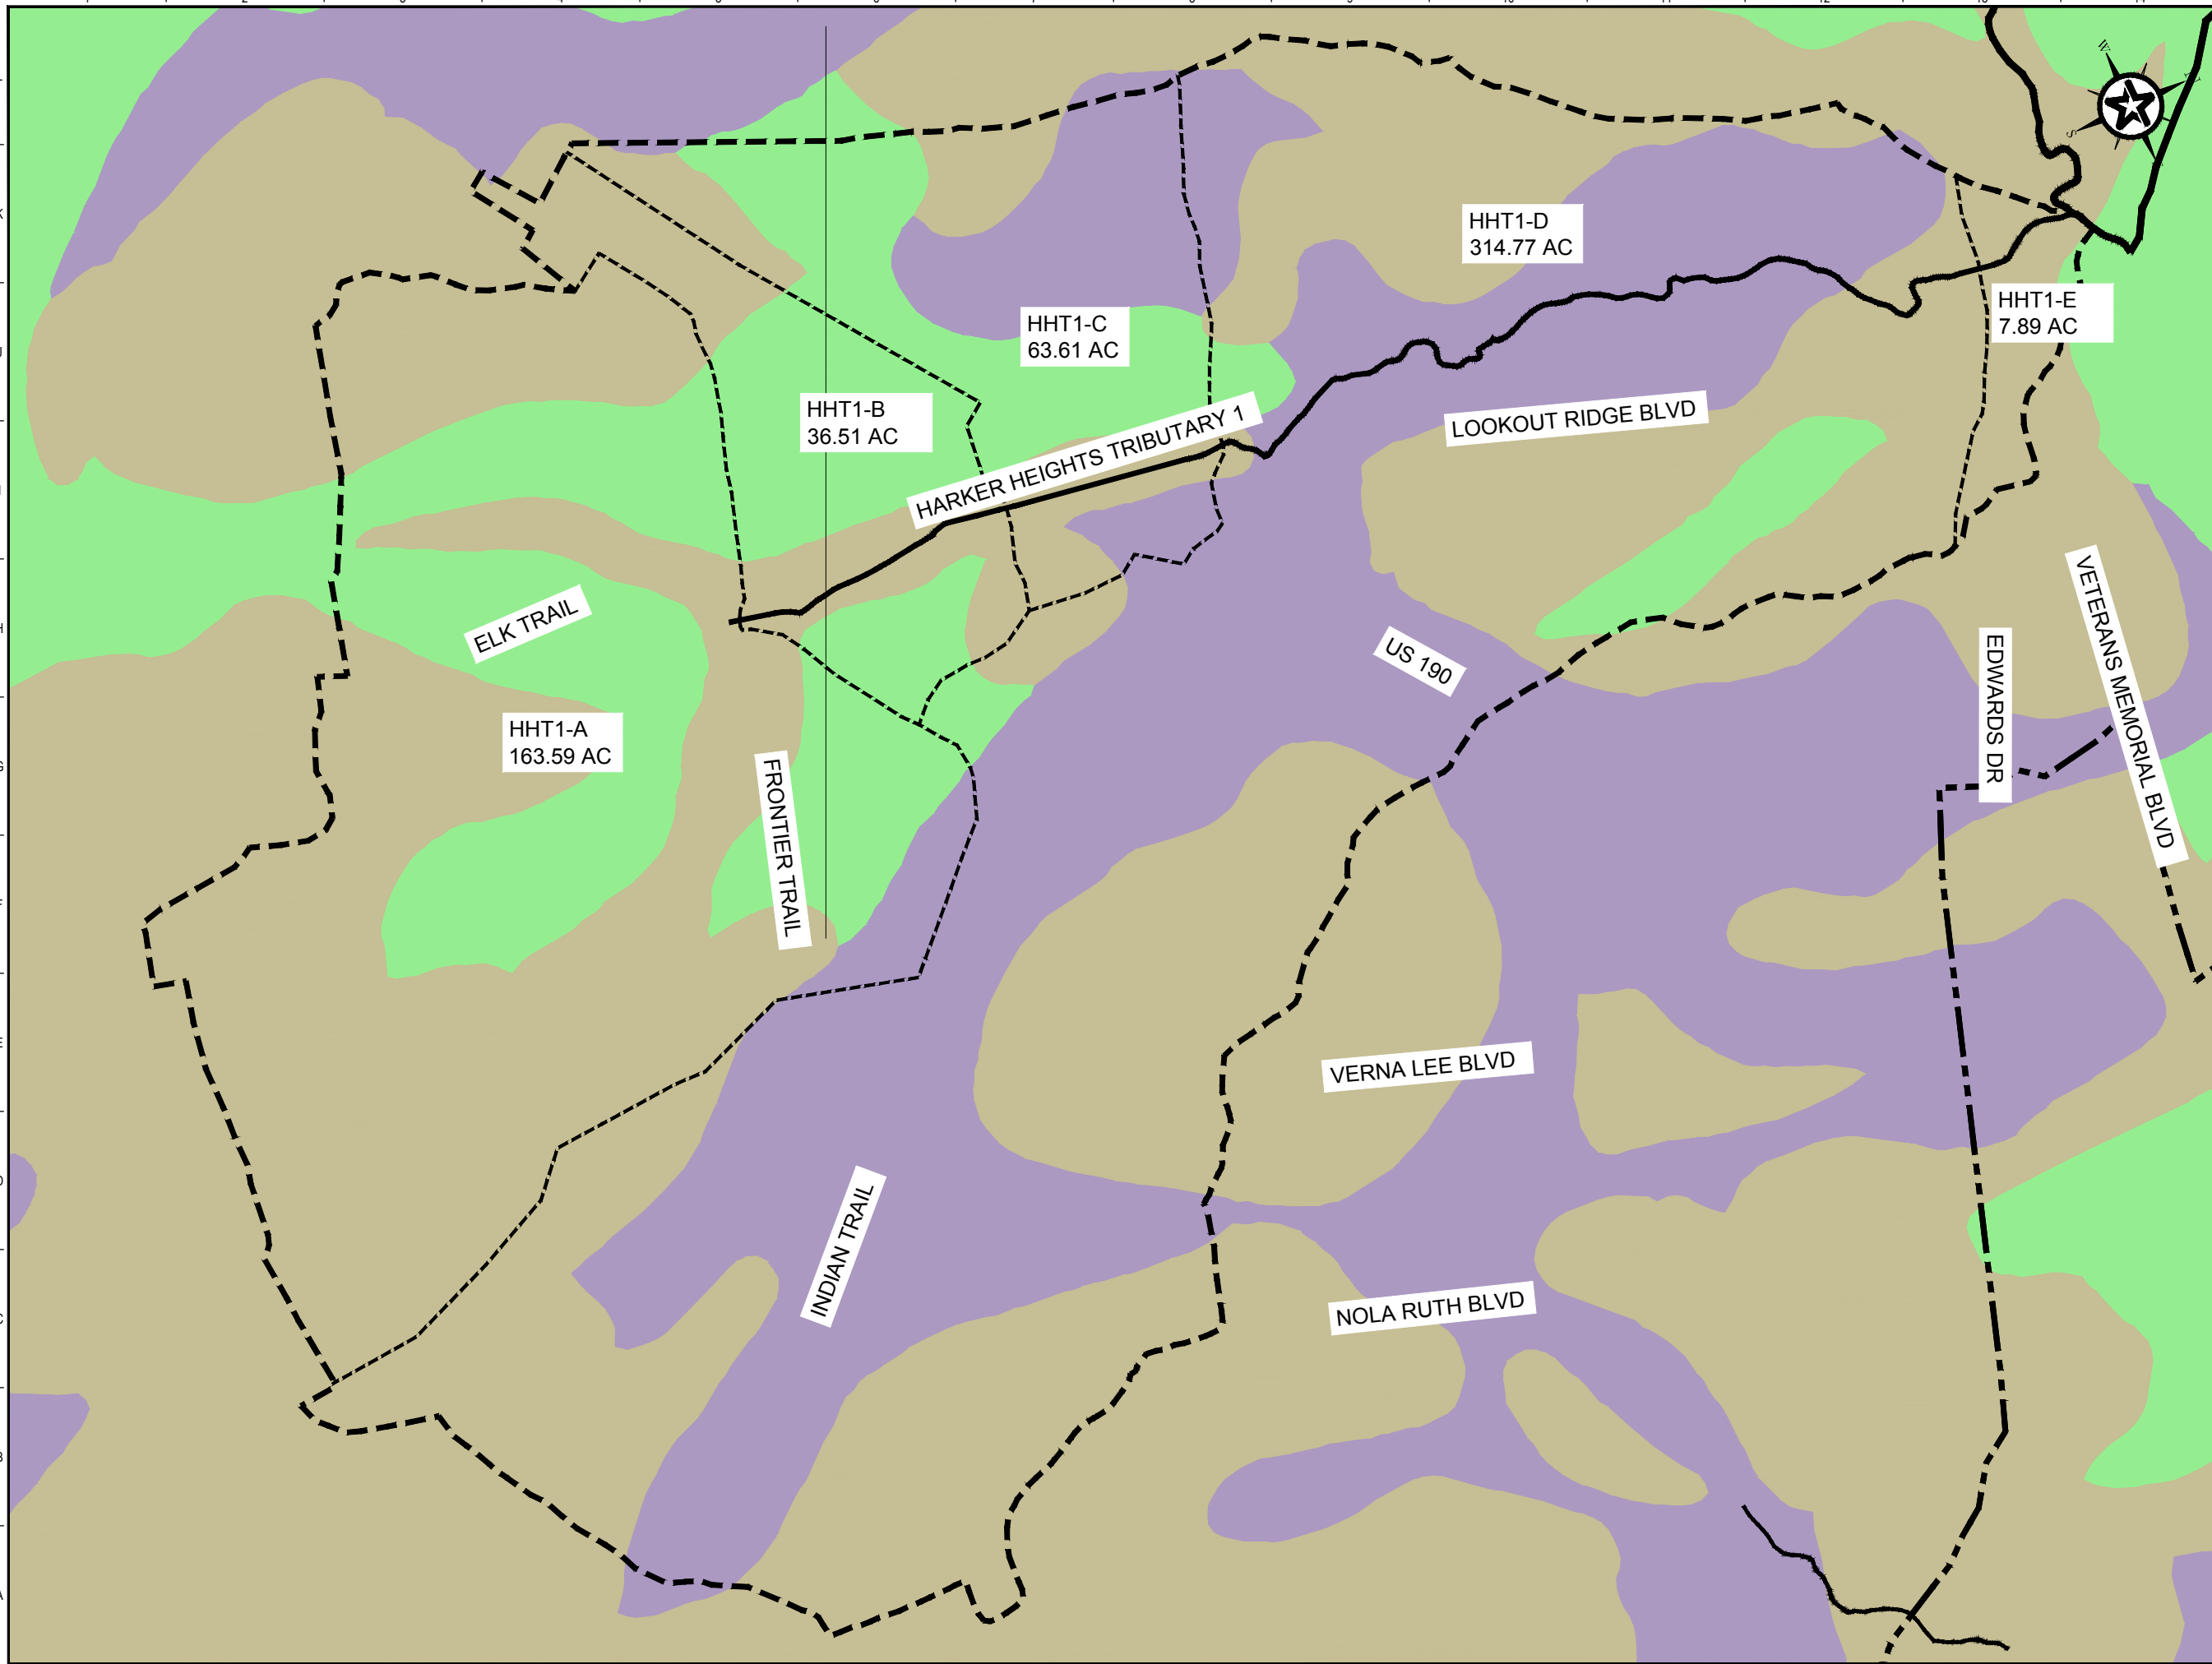 W
S
K
HHT1-D
314.77 AC
HHT1-E
7.89 AC
HHT1-C
63.61 AC
HHT1-B
36.51 AC
HARKER HEIGHTS TRIBUTARY 1
LOOKOUT RIDGE BLVD
ELK TRAIL
US 190
VETERANS MEMORIAL BLVD
EDWARDS DR
HHT1-A
163.59 AC
FRONTIER TRAIL
VERNA LEE BLVD
INDIAN TRAIL
NOLA RUTH BLVD